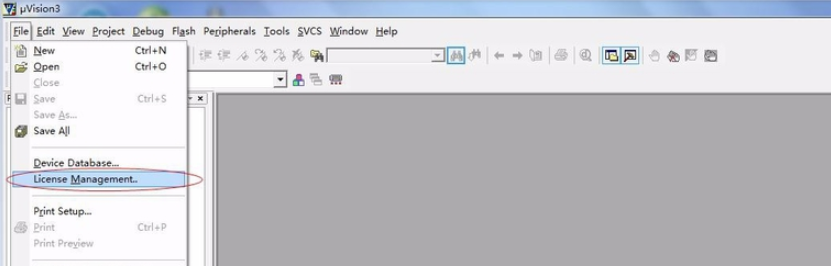 μVision3
File Edit View Project Debug Flash Peripherals Tools SVCS Window Help
New Ctrl+N
Open Ctrl+O
Close
Save Ctrl+S
Save As...
Save All
Device Database...
License Management..
Print Setup...
Print Ctrl+P
Print Preview